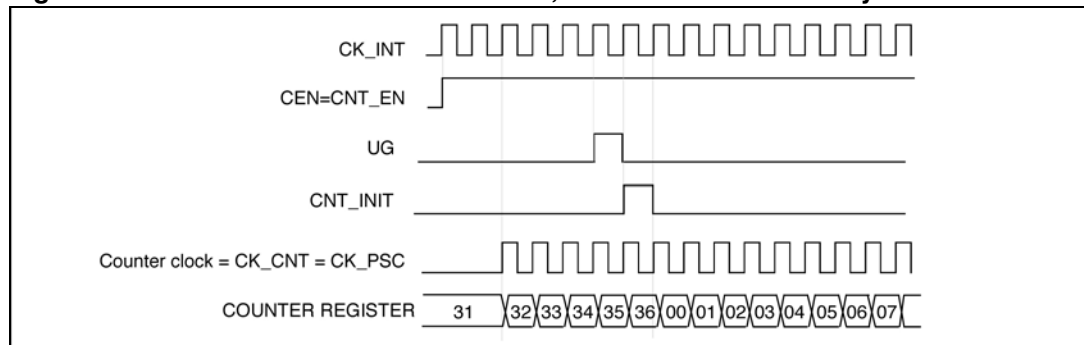 CK_INT
CEN=CNT_EN
UG
CNT_INIT
Counter clock = CK_CNT = CK_PSC
COUNTER REGISTER 31 32 33 34 35 36 00 01 02 03 04 05 06 07